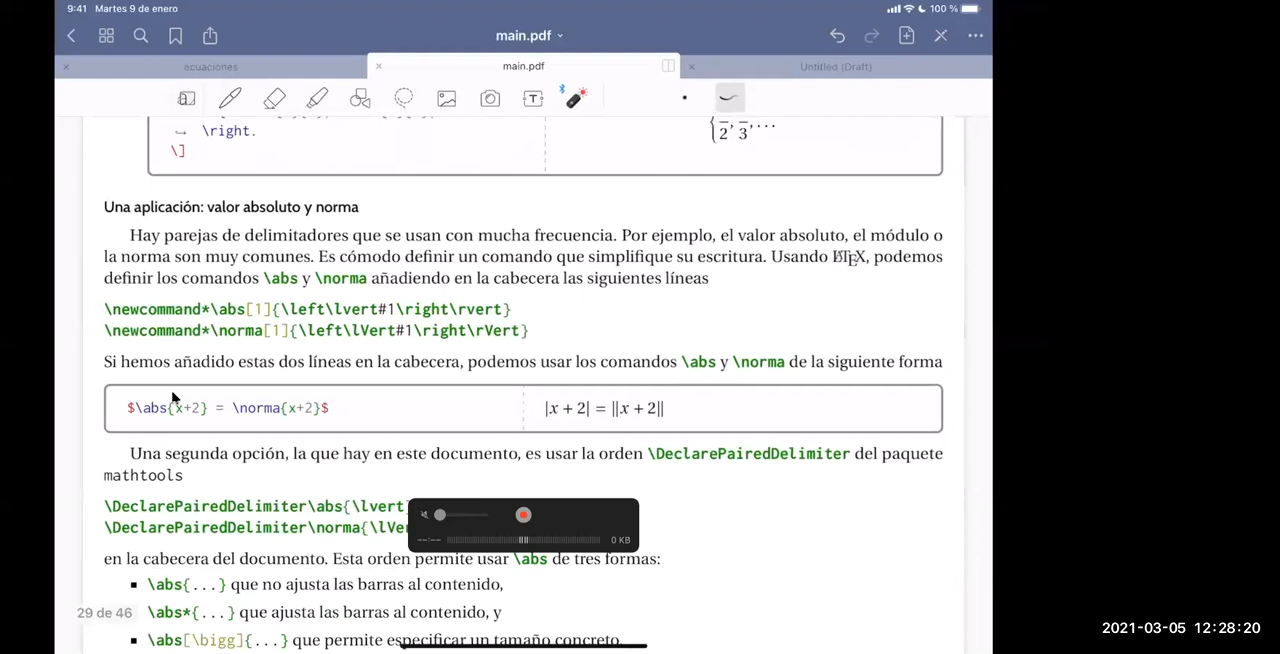 9:41 Martes 9 de enero
100 %
main.pdf
ecuaciones
main.pdf
Untitled (Draft)
T
\right.
\]
{2, 3, ...
Una aplicación: valor absoluto y norma
Hay parejas de delimitadores que se usan con mucha frecuencia. Por ejemplo, el valor absoluto, el módulo o
la norma son muy comunes. Es cómodo definir un comando que simplifique su escritura. Usando LATEX, podemos
definir los comandos \abs y \norma añadiendo en la cabecera las siguientes líneas
\newcommand*\abs[1]{\left\lvert#1\right\rvert}
\newcommand*\norma[1]{\left\lVert#1\right\rVert}
Si hemos añadido estas dos líneas en la cabecera, podemos usar los comandos \abs y \norma de la siguiente forma
$\abs{x+2} = \norma{x+2}$
|x + 2| = ||x + 2||
Una segunda opción, la que hay en este documento, es usar la orden \DeclarePairedDelimiter del paquete
mathtools
\DeclarePairedDelimiter\abs{\lvert
\DeclarePairedDelimiter\norma{\lVe
--:-- 0 KB
en la cabecera del documento. Esta orden permite usar \abs de tres formas:
▪ \abs{...} que no ajusta las barras al contenido,
29 de 46
▪ \abs*{...} que ajusta las barras al contenido, y
▪ \abs[\bigg]{...} que permite especificar un tamaño concreto.
2021-03-05 12:28:20